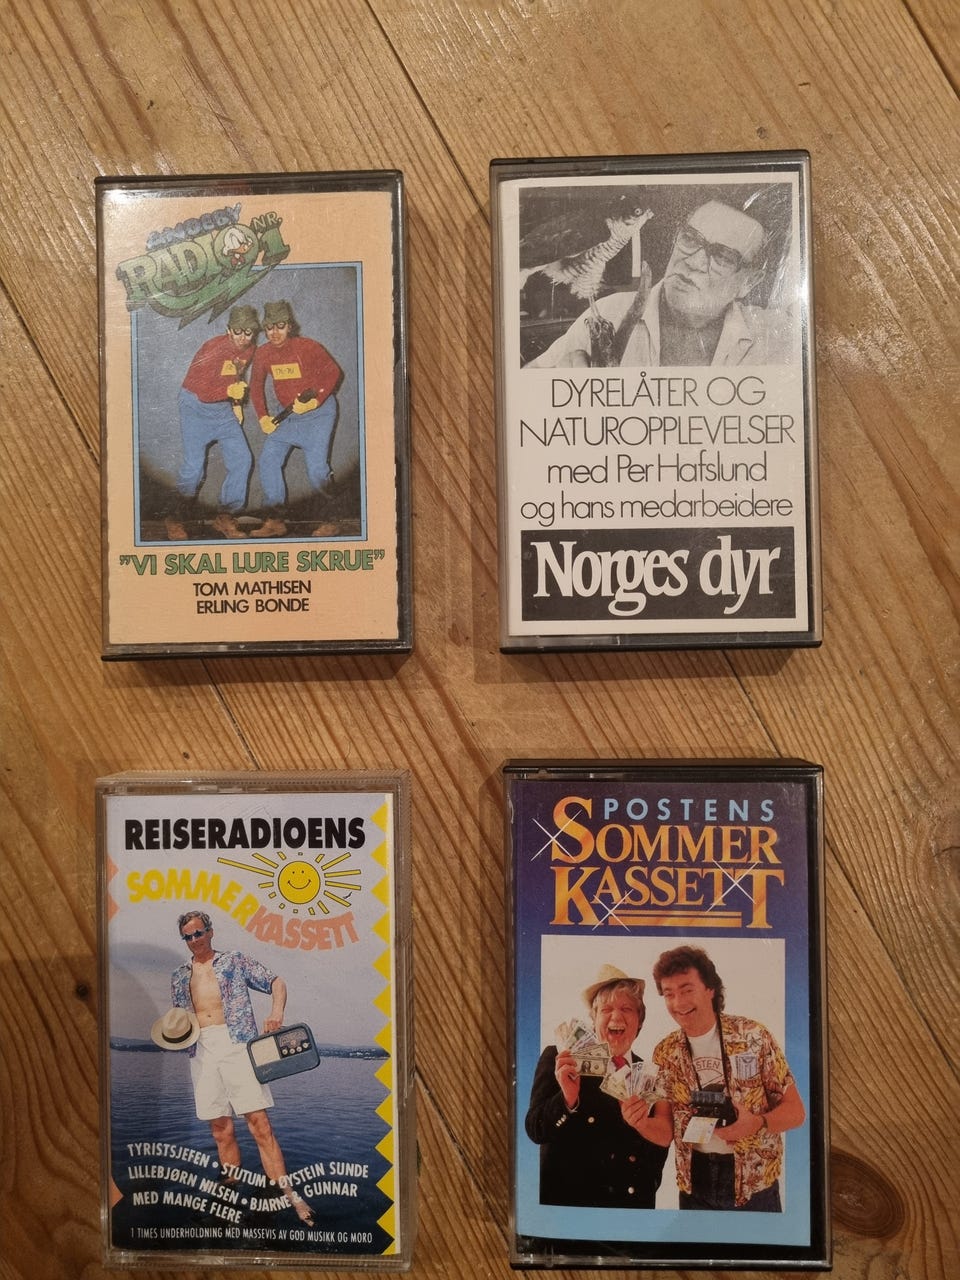 ANDEBY
RADIO NR. 1
"VI SKAL LURE SKRUE"
TOM MATHISEN
ERLING BONDE
DYRELÅTER OG
NATUROPPLEVELSER
med Per Hafslund
og hans medarbeidere
Norges dyr
REISERADIOENS
SOMMERKASSETT
TYRISTSJEFEN • STUTUM • ØYSTEIN SUNDE
LILLEBJØRN NILSEN • BJARNE & GUNNAR
MED MANGE FLERE
1 TIMES UNDERHOLDNING MED MASSEVIS AV GOD MUSIKK OG MORO
POSTENS
SOMMER
KASSETT